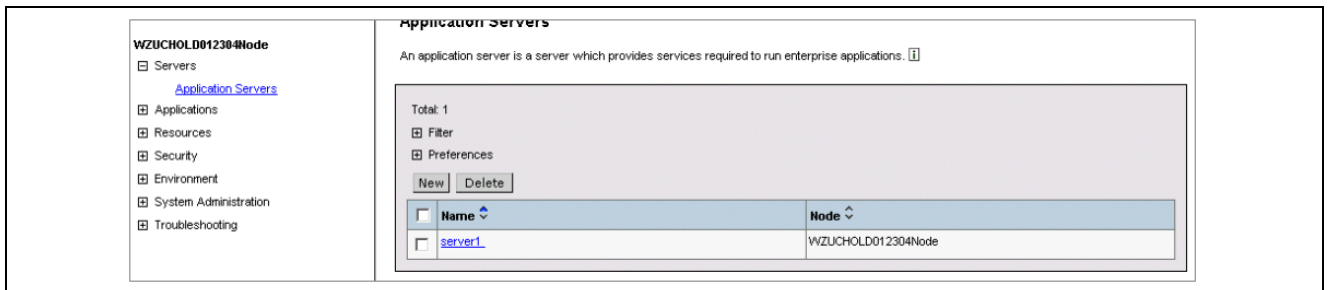 WZUCHOLD012304Node
Servers
Application Servers
Applications
Resources
Security
Environment
System Administration
Troubleshooting
Application Servers
An application server is a server which provides services required to run enterprise applications. i
Total: 1
Filter
Preferences
New Delete
Name Node
server1 WZUCHOLD012304Node